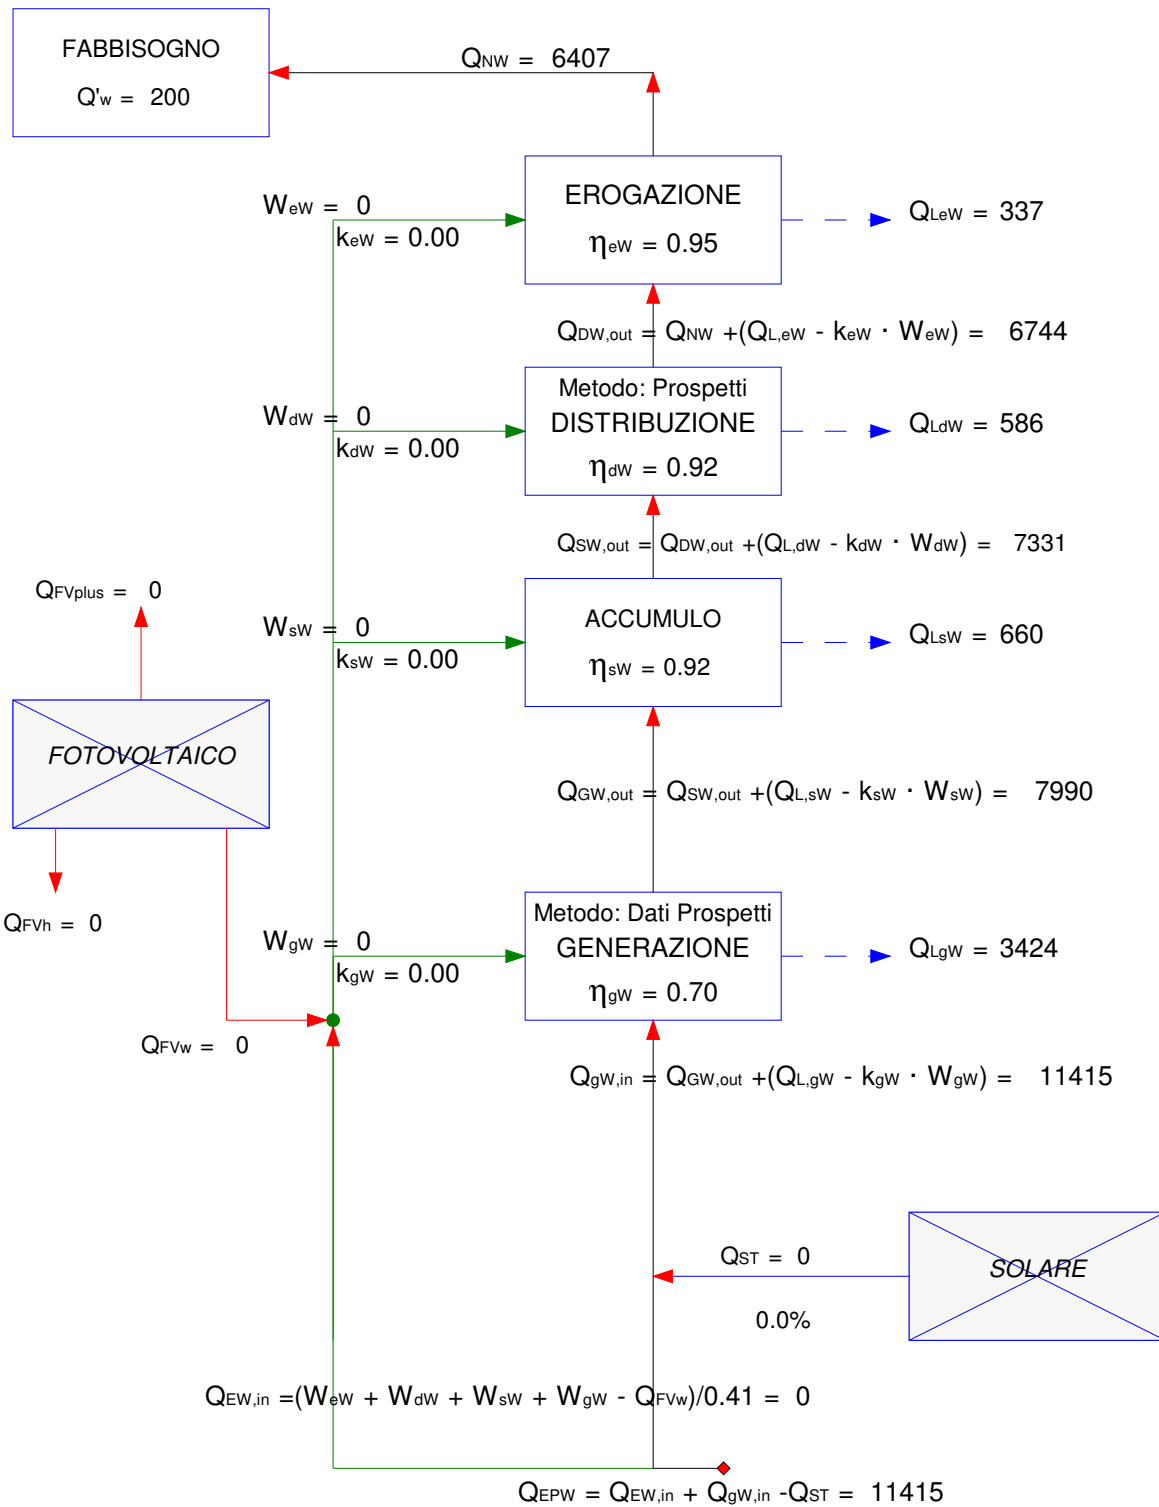 FABBISOGNO
Q'w = 200
QNW = 6407
WeW = 0
keW = 0.00
EROGAZIONE
ηeW = 0.95
QLeW = 337
QDW,out = QNW +(QL,eW - keW · WeW) = 6744
WdW = 0
kdW = 0.00
Metodo: Prospetti
DISTRIBUZIONE
ηdW = 0.92
QLdW = 586
QSW,out = QDW,out +(QL,dW - kdW · WdW) = 7331
QFVplus = 0
WsW = 0
ksW = 0.00
ACCUMULO
ηsW = 0.92
QLsW = 660
FOTOVOLTAICO
QGW,out = QSW,out +(QL,sW - ksW · WsW) = 7990
QFVh = 0
WgW = 0
kgW = 0.00
Metodo: Dati Prospetti
GENERAZIONE
ηgW = 0.70
QLgW = 3424
QFVw = 0
QgW,in = QGW,out +(QL,gW - kgW · WgW) = 11415
QST = 0
0.0%
SOLARE
QEW,in =(WeW + WdW + WsW + WgW - QFVw)/0.41 = 0
QEPW = QEW,in + QgW,in -QST = 11415